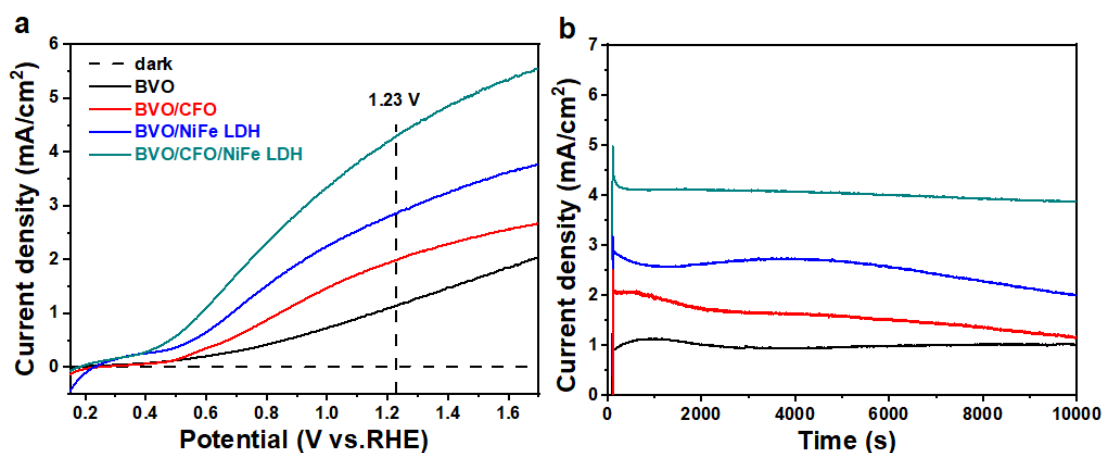 a
Current density (mA/cm²)
6
5
4
3
2
1
0
dark
BVO
BVO/CFO
BVO/NiFe LDH
BVO/CFO/NiFe LDH
1.23 V
0.2 0.4 0.6 0.8 1.0 1.2 1.4 1.6
Potential (V vs.RHE)
b
Current density (mA/cm²)
7
6
5
4
3
2
1
0
0 2000 4000 6000 8000 10000
Time (s)